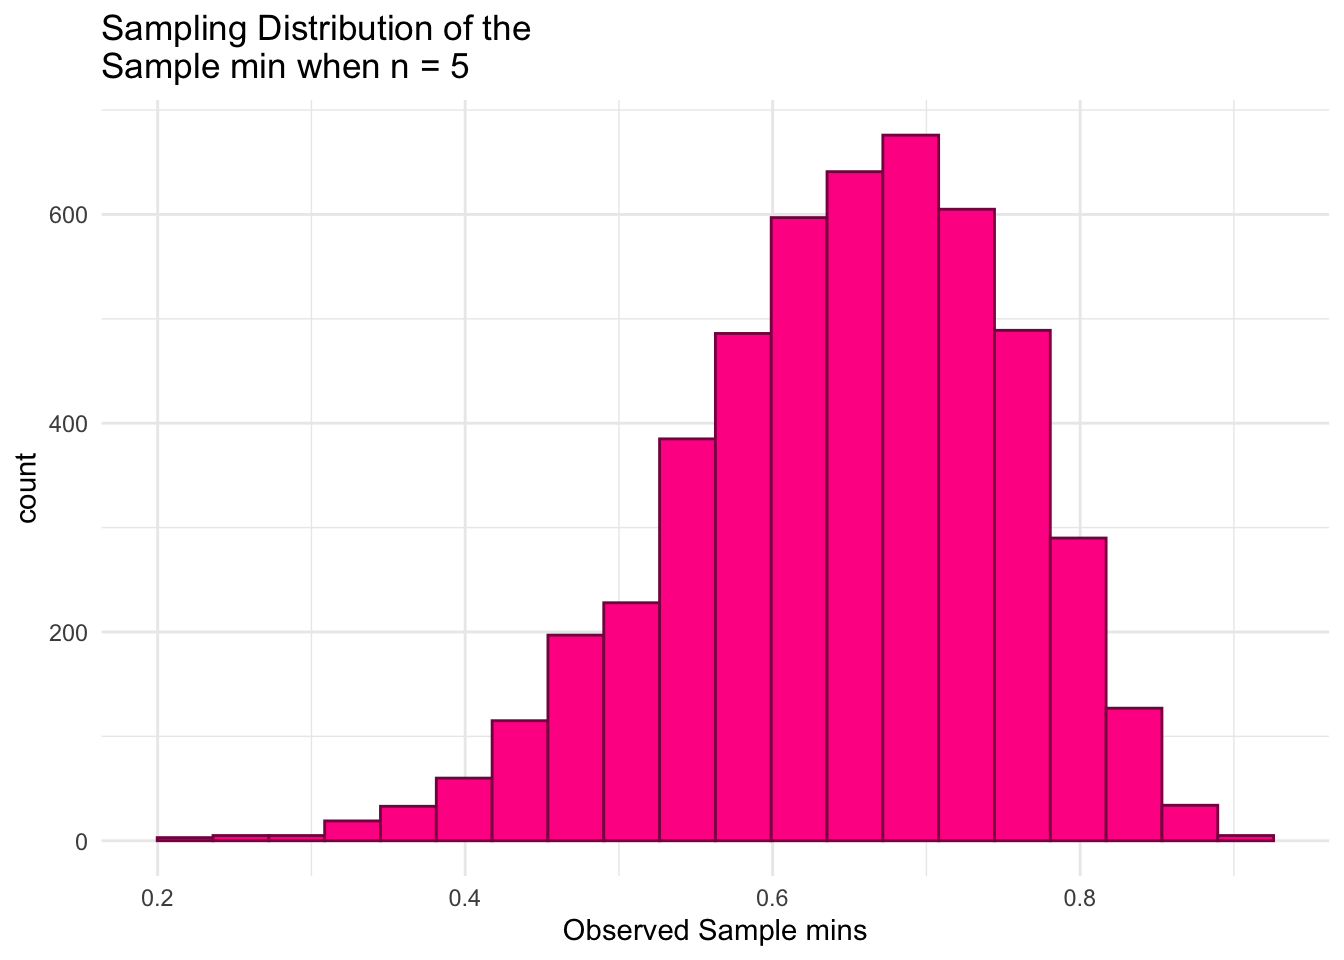 Sampling Distribution of the
Sample min when n = 5
600
400
200
0
count
0.2
0.4
0.6
0.8
Observed Sample mins